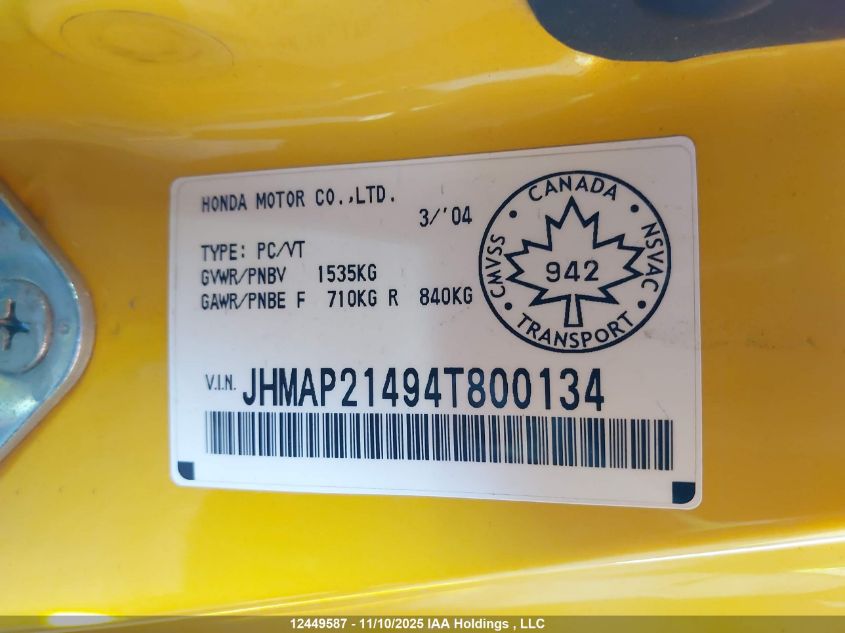 HONDA MOTOR CO.,LTD.
3/'04
TYPE: PC/VT
GVWR/PNBV 1535KG
GAWR/PNBE F 710KG R 840KG
CANADA
CMVSS
NSVAC
942
TRANSPORT
V.I.N. JHMAP21494T800134
12449587 - 11/10/2025 IAA Holdings , LLC